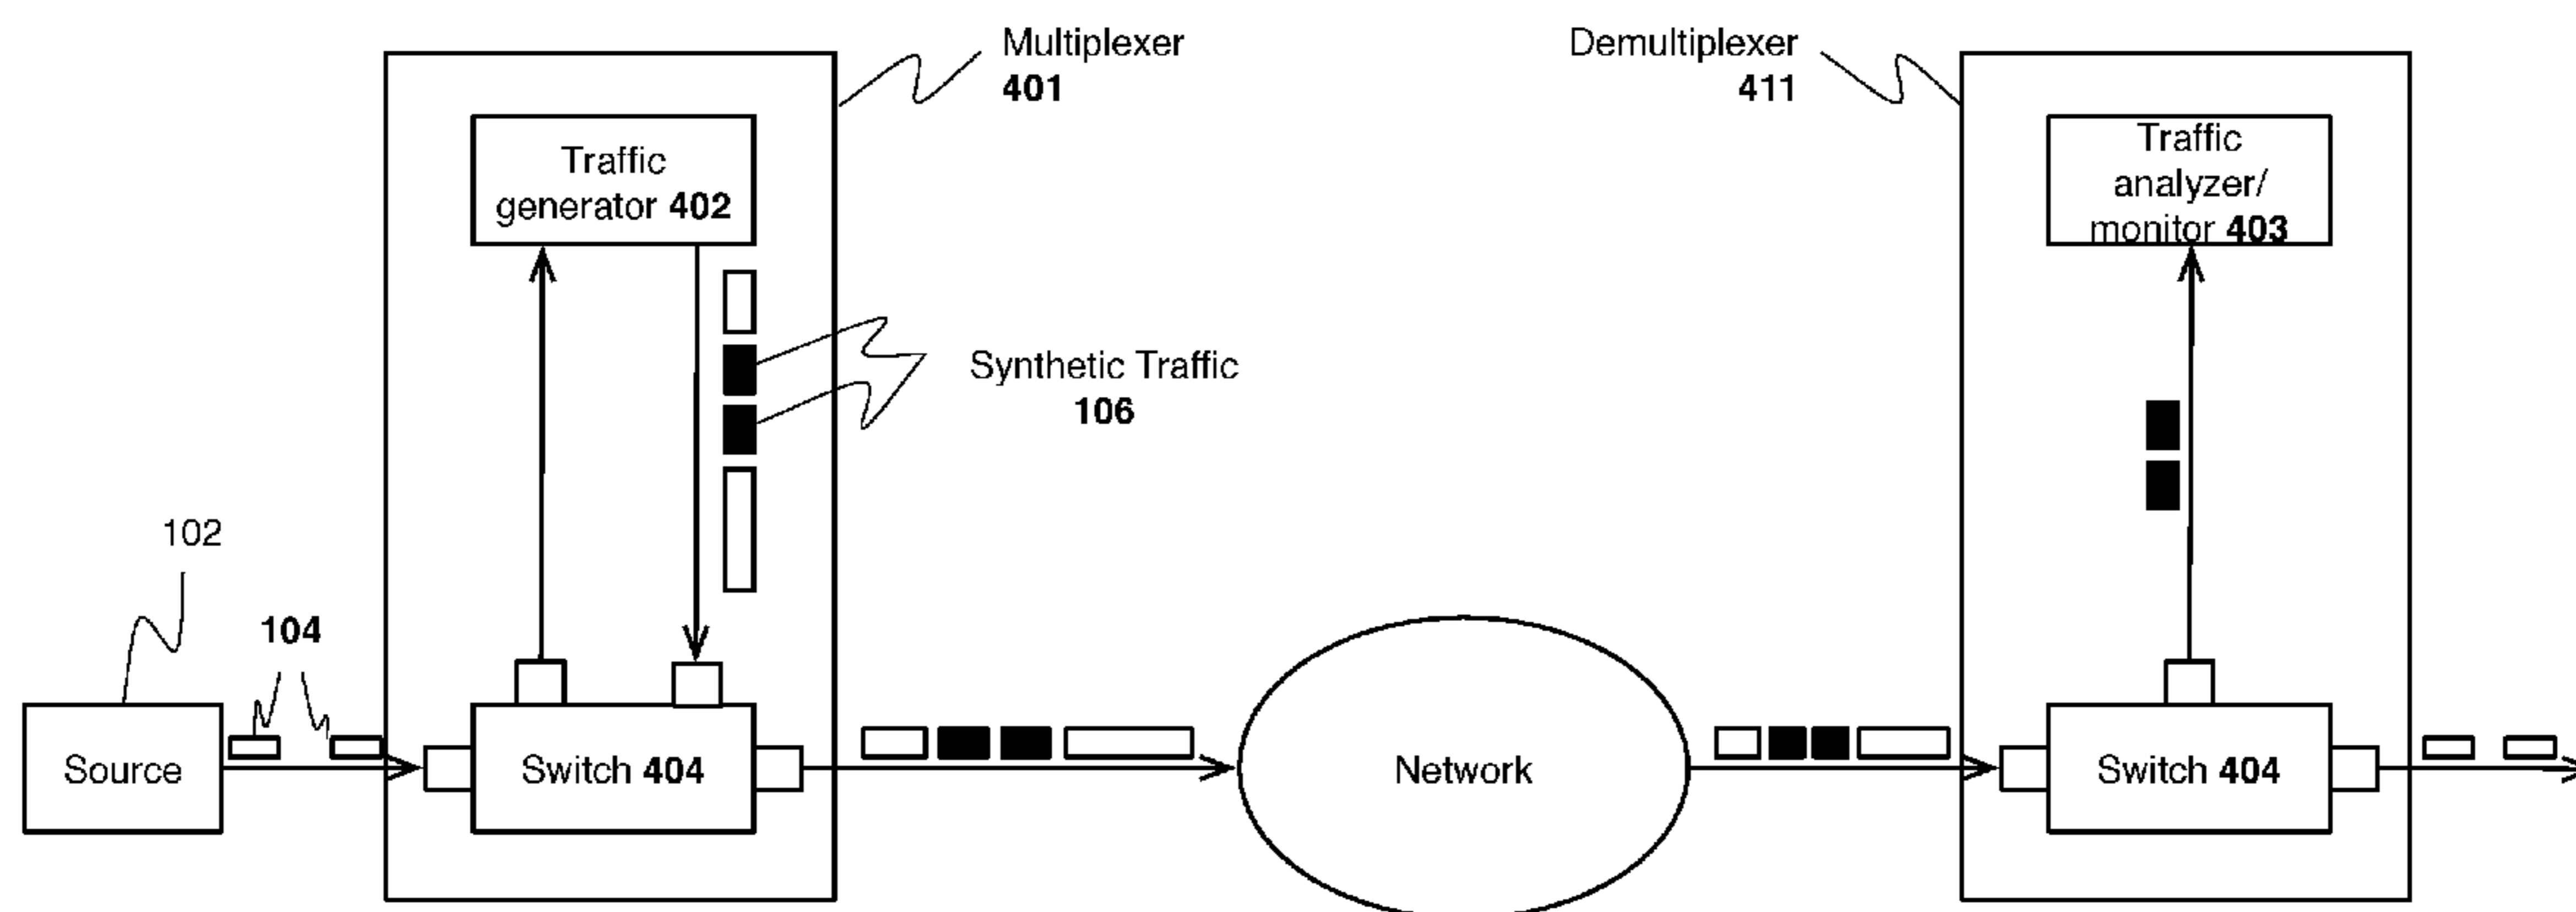 Multiplexer
401
Demultiplexer
411
Traffic
generator 402
Traffic
analyzer/
monitor 403
Synthetic Traffic
106
102
104
Source
Switch 404
Network
Switch 404